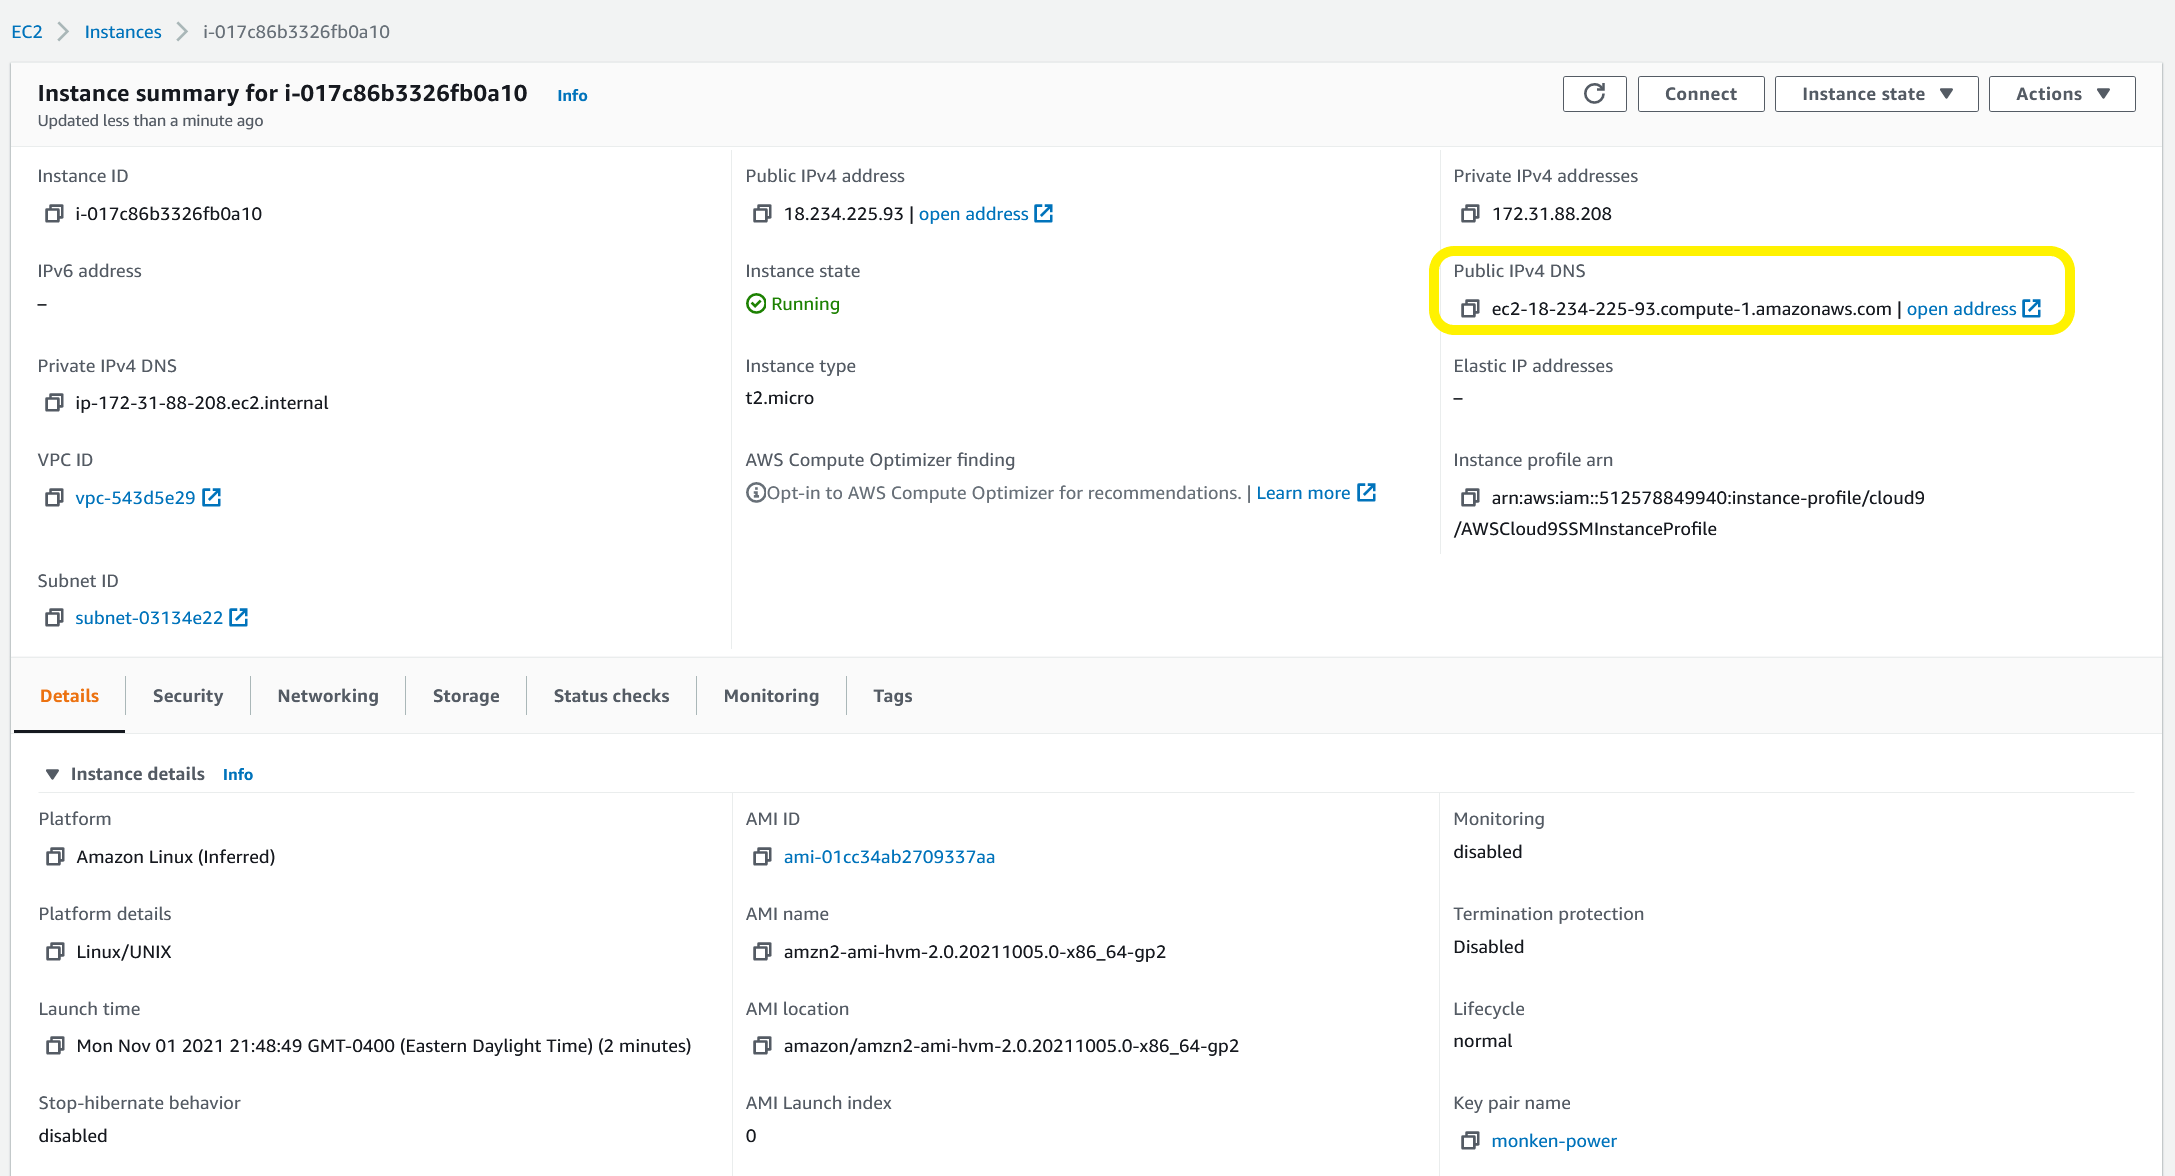 EC2 > Instances > i-017c86b3326fb0a10
Instance summary for i-017c86b3326fb0a10 Info
Updated less than a minute ago
Connect
Instance state
Actions
Instance ID
i-017c86b3326fb0a10
Public IPv4 address
18.234.225.93 | open address
Private IPv4 addresses
172.31.88.208
IPv6 address
–
Instance state
Running
Public IPv4 DNS
ec2-18-234-225-93.compute-1.amazonaws.com | open address
Private IPv4 DNS
ip-172-31-88-208.ec2.internal
Instance type
t2.micro
Elastic IP addresses
–
VPC ID
vpc-543d5e29
AWS Compute Optimizer finding
Opt-in to AWS Compute Optimizer for recommendations. | Learn more
Instance profile arn
arn:aws:iam::512578849940:instance-profile/cloud9
/AWSCloud9SSMInstanceProfile
Subnet ID
subnet-03134e22
Details
Security
Networking
Storage
Status checks
Monitoring
Tags
Instance details Info
Platform
Amazon Linux (Inferred)
AMI ID
ami-01cc34ab2709337aa
Monitoring
disabled
Platform details
Linux/UNIX
AMI name
amzn2-ami-hvm-2.0.20211005.0-x86_64-gp2
Termination protection
Disabled
Launch time
Mon Nov 01 2021 21:48:49 GMT-0400 (Eastern Daylight Time) (2 minutes)
AMI location
amazon/amzn2-ami-hvm-2.0.20211005.0-x86_64-gp2
Lifecycle
normal
Stop-hibernate behavior
disabled
AMI Launch index
0
Key pair name
monken-power